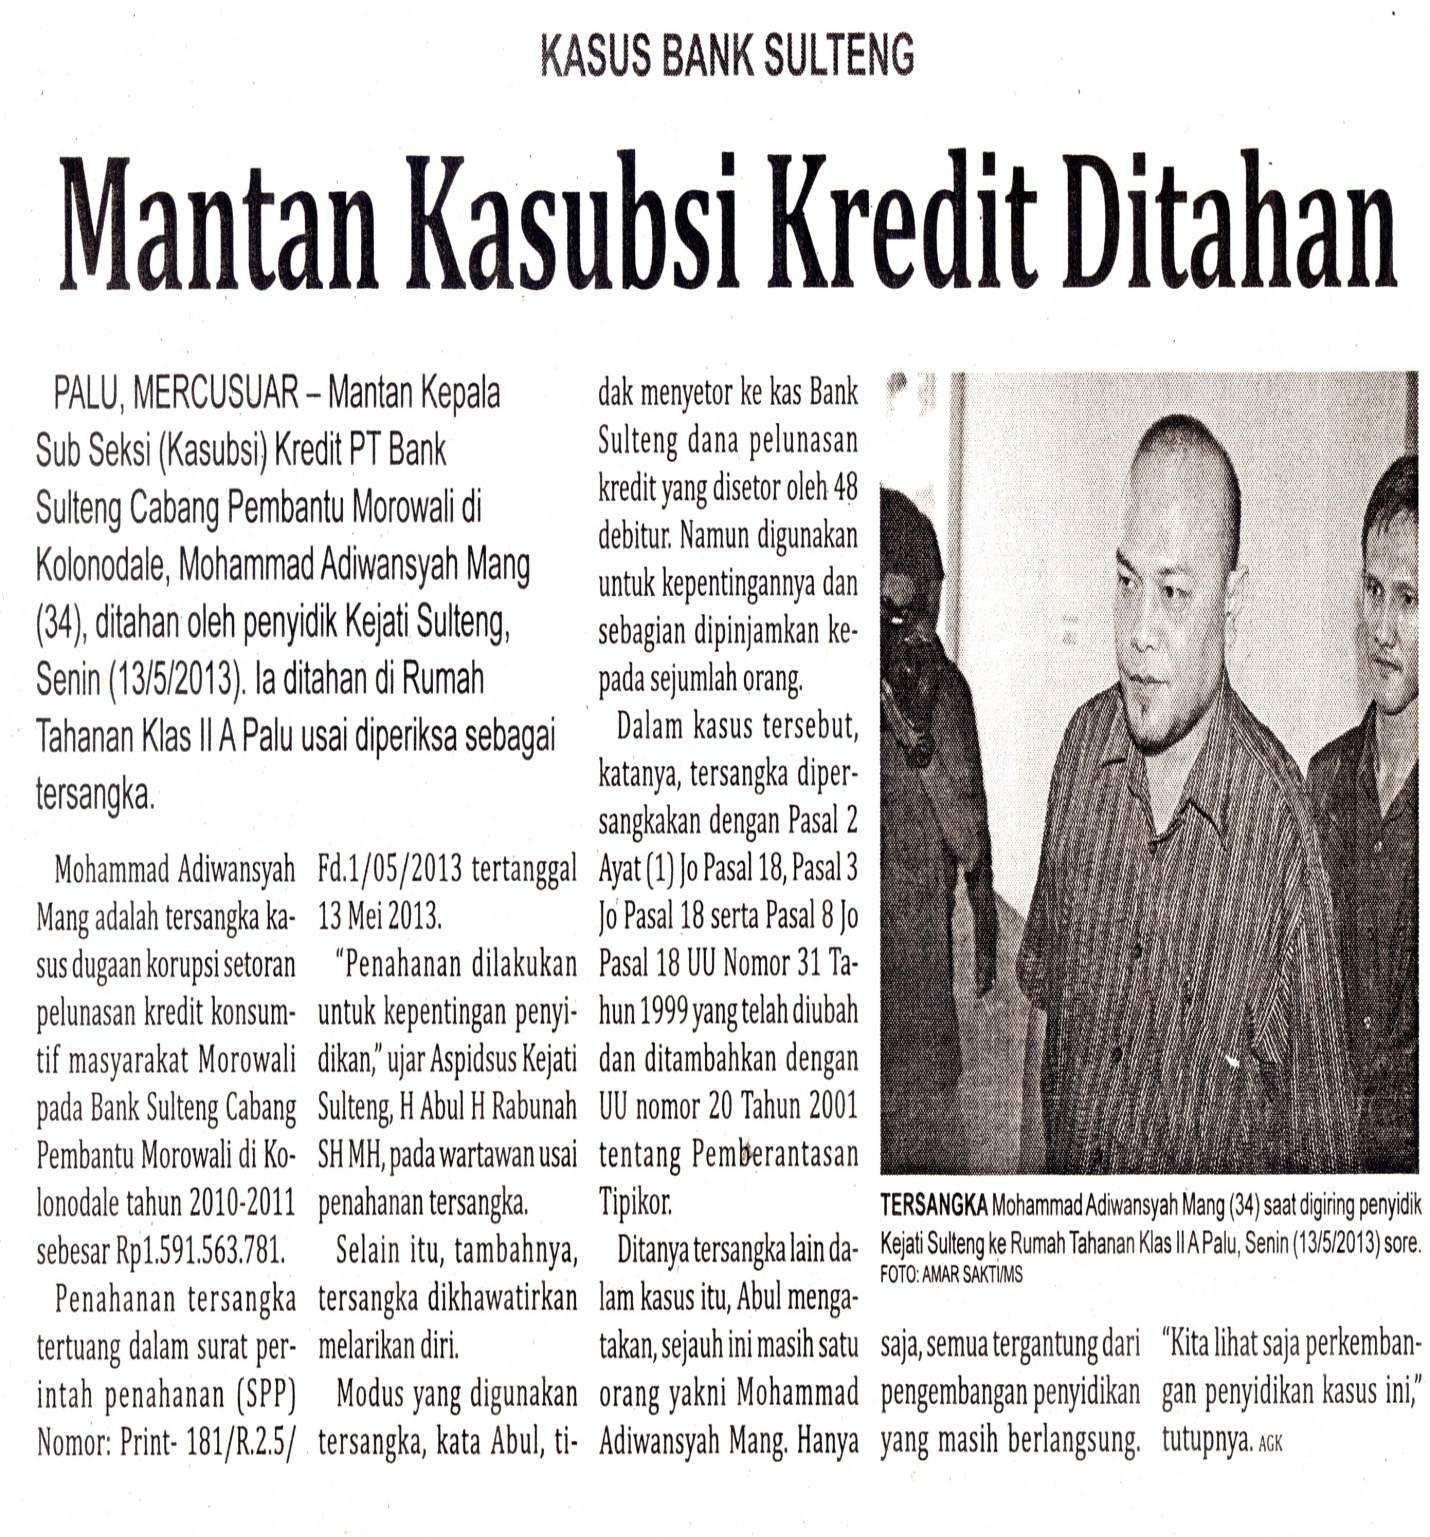 KASUS BANK SULTENG
Mantan Kasubsi Kredit Ditahan
PALU, MERCUSUAR – Mantan Kepala
Sub Seksi (Kasubsi) Kredit PT Bank
Sulteng Cabang Pembantu Morowali di
Kolonodale, Mohammad Adiwansyah Mang
(34), ditahan oleh penyidik Kejati Sulteng,
Senin (13/5/2013). Ia ditahan di Rumah
Tahanan Klas II A Palu usai diperiksa sebagai
tersangka.
Mohammad Adiwansyah
Mang adalah tersangka ka-
sus dugaan korupsi setoran
pelunasan kredit konsum-
tif masyarakat Morowali
pada Bank Sulteng Cabang
Pembantu Morowali di Ko-
lonodale tahun 2010-2011
sebesar Rp1.591.563.781.
Penahanan tersangka
tertuang dalam surat per-
intah penahanan (SPP)
Nomor: Print- 181/R.2.5/
Fd.1/05/2013 tertanggal
13 Mei 2013.
“Penahanan dilakukan
untuk kepentingan penyi-
dikan,” ujar Aspidsus Kejati
Sulteng, H Abul H Rabunah
SH MH, pada wartawan usai
penahanan tersangka.
Selain itu, tambahnya,
tersangka dikhawatirkan
melarikan diri.
Modus yang digunakan
tersangka, kata Abul, ti-
dak menyetor ke kas Bank
Sulteng dana pelunasan
kredit yang disetor oleh 48
debitur. Namun digunakan
untuk kepentingannya dan
sebagian dipinjamkan ke-
pada sejumlah orang.
Dalam kasus tersebut,
katanya, tersangka diper-
sangkakan dengan Pasal 2
Ayat (1) Jo Pasal 18, Pasal 3
Jo Pasal 18 serta Pasal 8 Jo
Pasal 18 UU Nomor 31 Ta-
hun 1999 yang telah diubah
dan ditambahkan dengan
UU nomor 20 Tahun 2001
tentang Pemberantasan
Tipikor.
Ditanya tersangka lain da-
lam kasus itu, Abul menga-
takan, sejauh ini masih satu
orang yakni Mohammad
Adiwansyah Mang. Hanya
TERSANGKA Mohammad Adiwansyah Mang (34) saat digiring penyidik
Kejati Sulteng ke Rumah Tahanan Klas II A Palu, Senin (13/5/2013) sore.
FOTO: AMAR SAKTI/MS
saja, semua tergantung dari
pengembangan penyidikan
yang masih berlangsung.
“Kita lihat saja perkemban-
gan penyidikan kasus ini,”
tutupnya. AGK